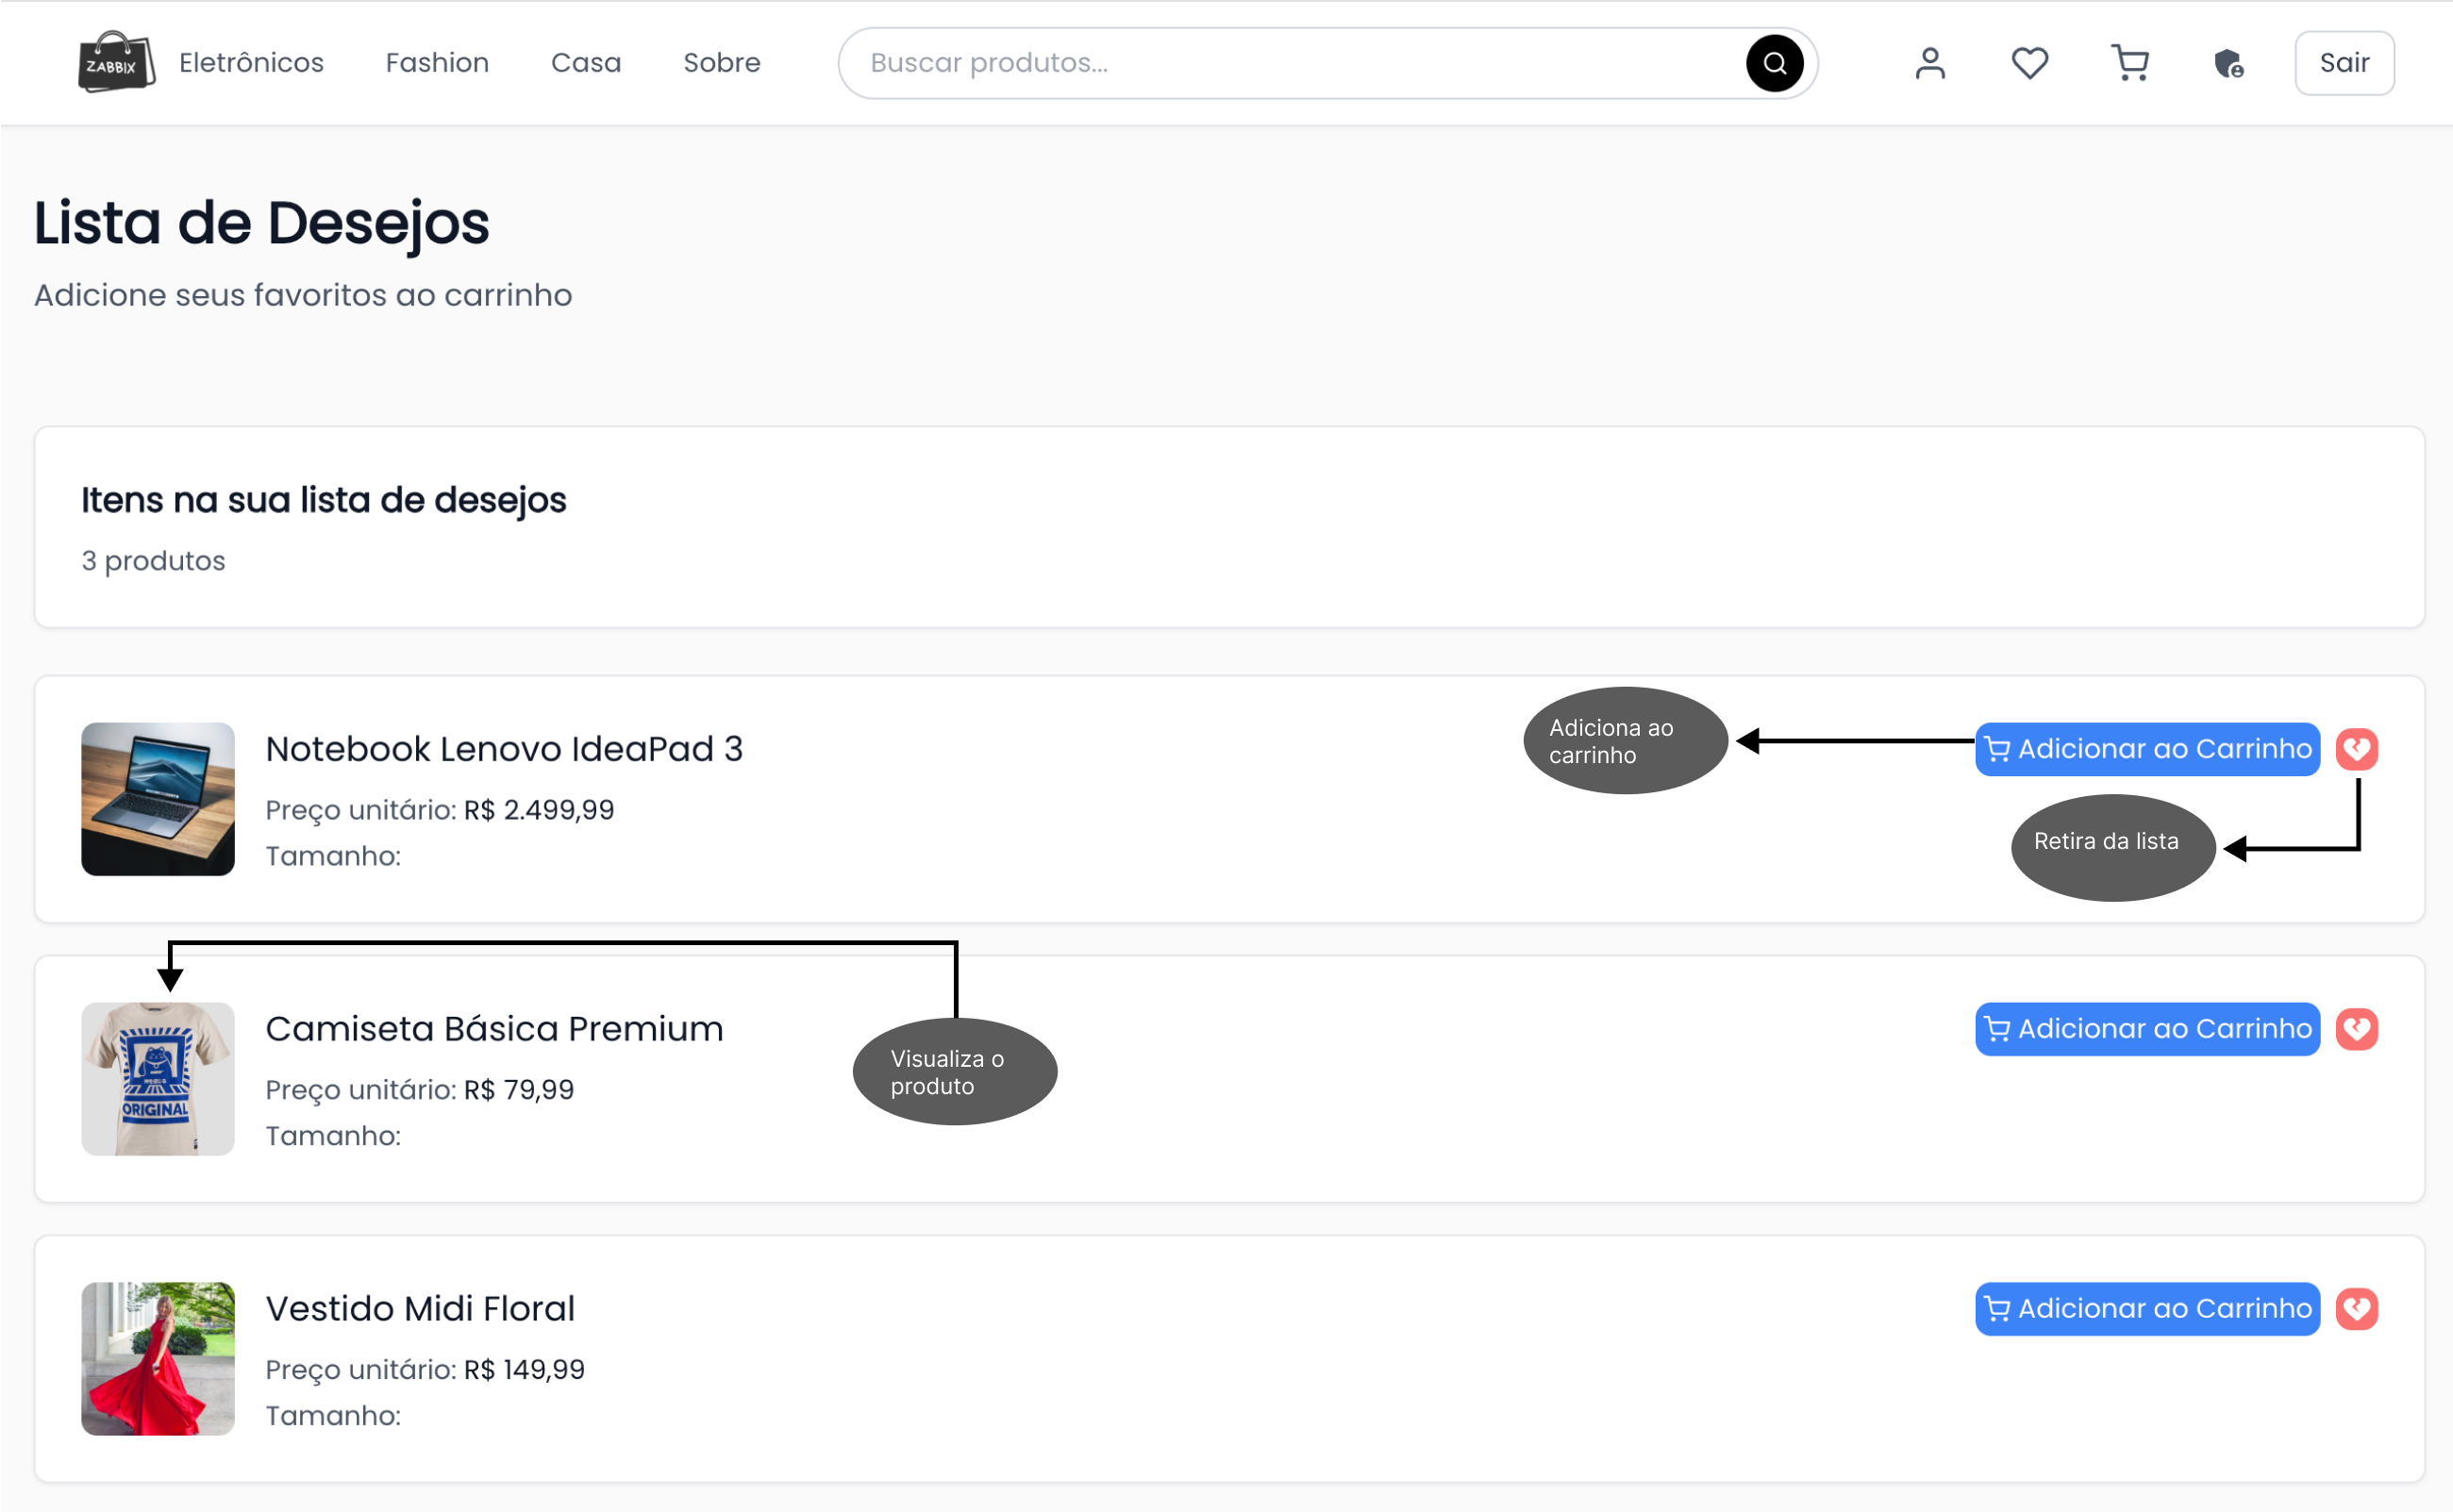 ZABBIX
Eletrônicos Fashion Casa Sobre Buscar produtos... Sair
Lista de Desejos
Adicione seus favoritos ao carrinho
Itens na sua lista de desejos
3 produtos
Notebook Lenovo IdeaPad 3
Preço unitário: R$ 2.499,99
Tamanho:
Adiciona ao
carrinho
Adicionar ao Carrinho
Retira da lista
Camiseta Básica Premium
Preço unitário: R$ 79,99
Tamanho:
ORIGINAL
Visualiza o
produto
Adicionar ao Carrinho
Vestido Midi Floral
Preço unitário: R$ 149,99
Tamanho:
Adicionar ao Carrinho